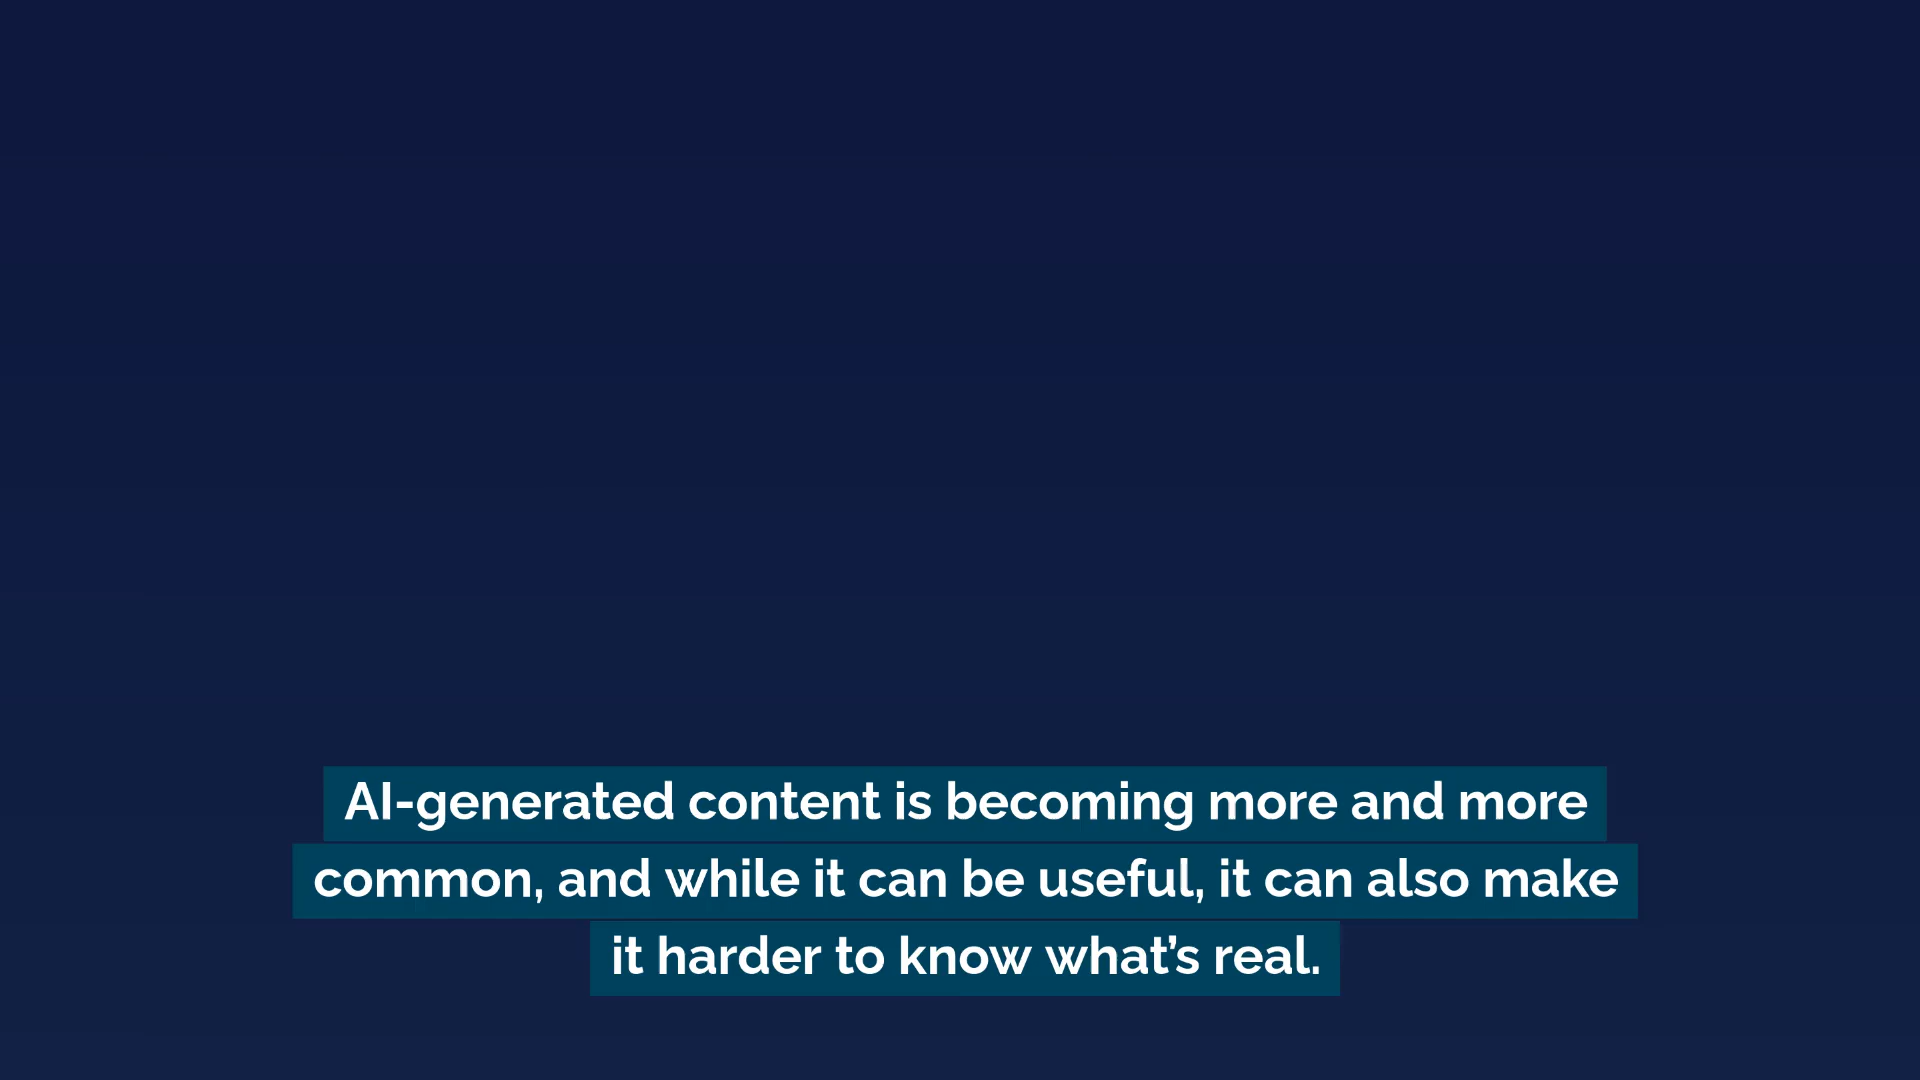 AI-generated content is becoming more and more
common, and while it can be useful, it can also make
it harder to know what’s real.